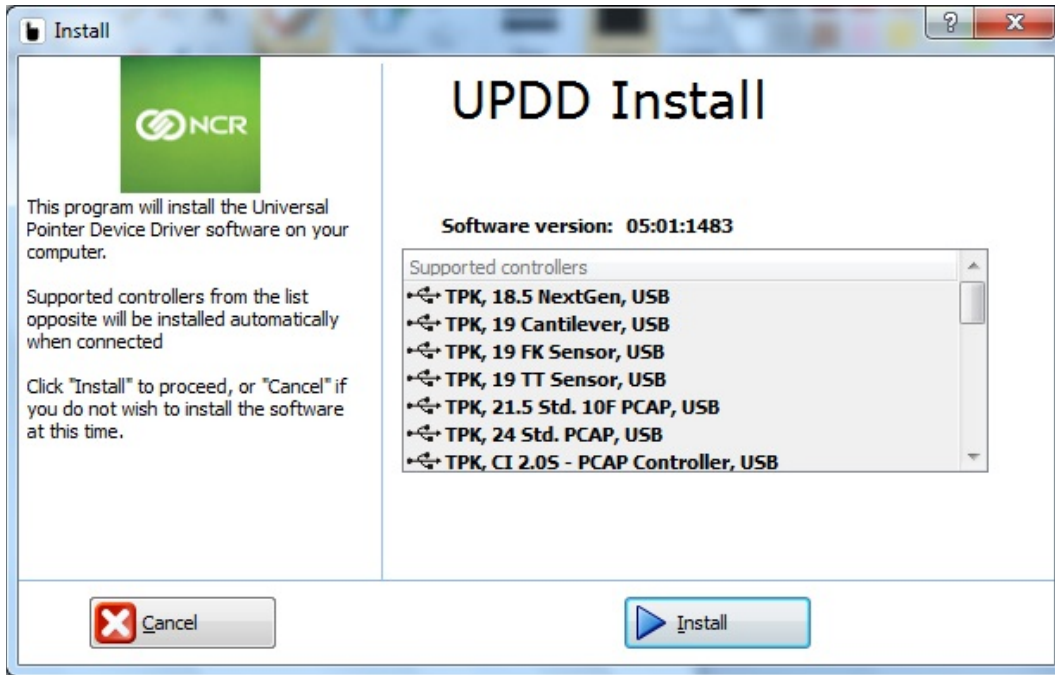 Install
?
X
NCR
This program will install the Universal
Pointer Device Driver software on your
computer.
Supported controllers from the list
opposite will be installed automatically
when connected
Click "Install" to proceed, or "Cancel" if
you do not wish to install the software
at this time.
UPDD Install
Software version: 05:01:1483
Supported controllers
TPK, 18.5 NextGen, USB
TPK, 19 Cantilever, USB
TPK, 19 FK Sensor, USB
TPK, 19 TT Sensor, USB
TPK, 21.5 Std. 10F PCAP, USB
TPK, 24 Std. PCAP, USB
TPK, CI 2.0S - PCAP Controller, USB
Cancel
Install